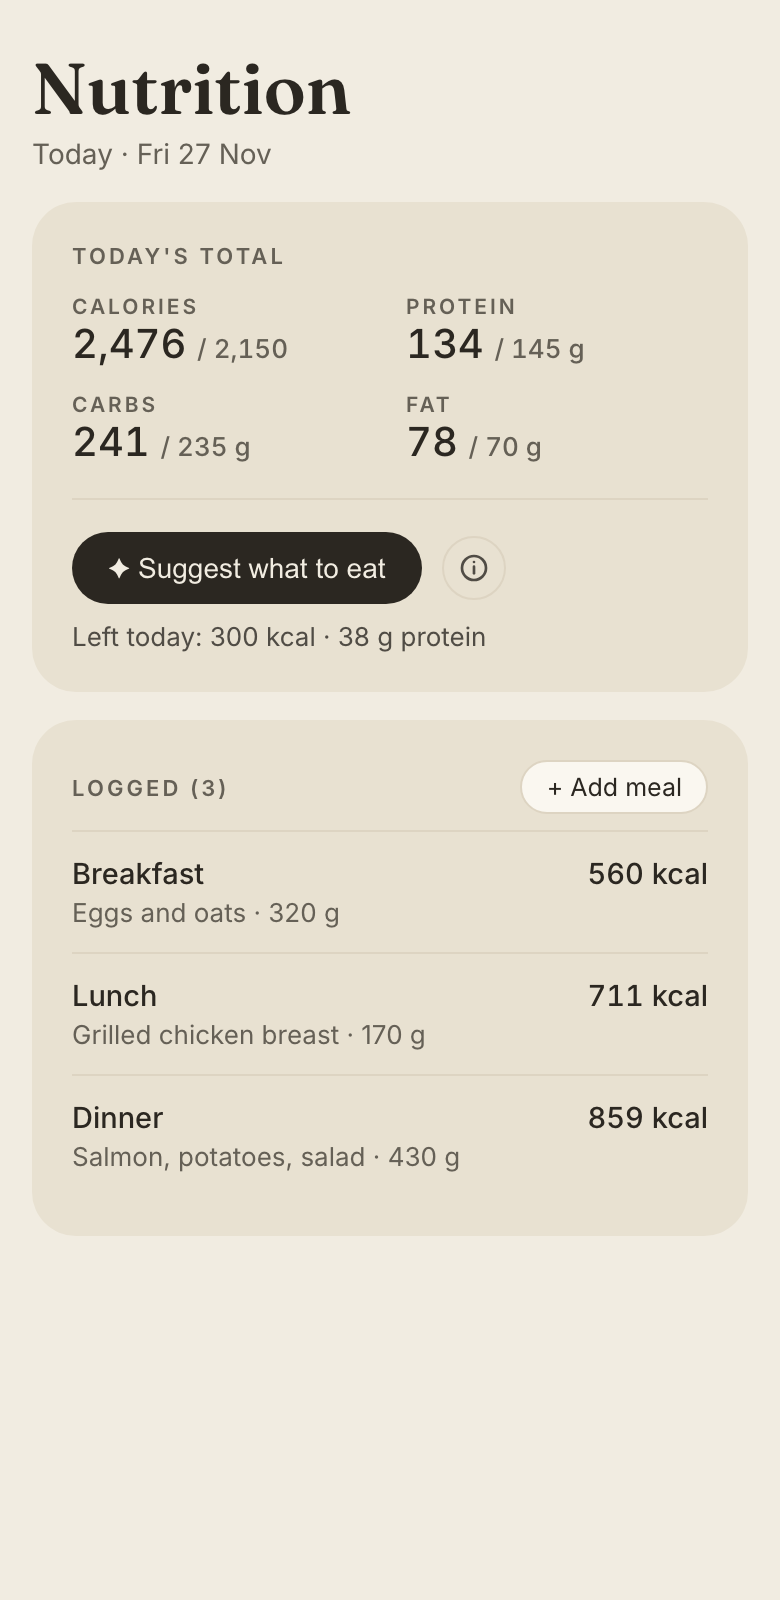 Nutrition
Today · Fri 27 Nov
TODAY'S TOTAL
CALORIES
2,476 / 2,150
PROTEIN
134 / 145 g
CARBS
241 / 235 g
FAT
78 / 70 g
✦ Suggest what to eat
Left today: 300 kcal · 38 g protein
LOGGED (3)
+ Add meal
Breakfast 560 kcal
Eggs and oats · 320 g
Lunch 711 kcal
Grilled chicken breast · 170 g
Dinner 859 kcal
Salmon, potatoes, salad · 430 g